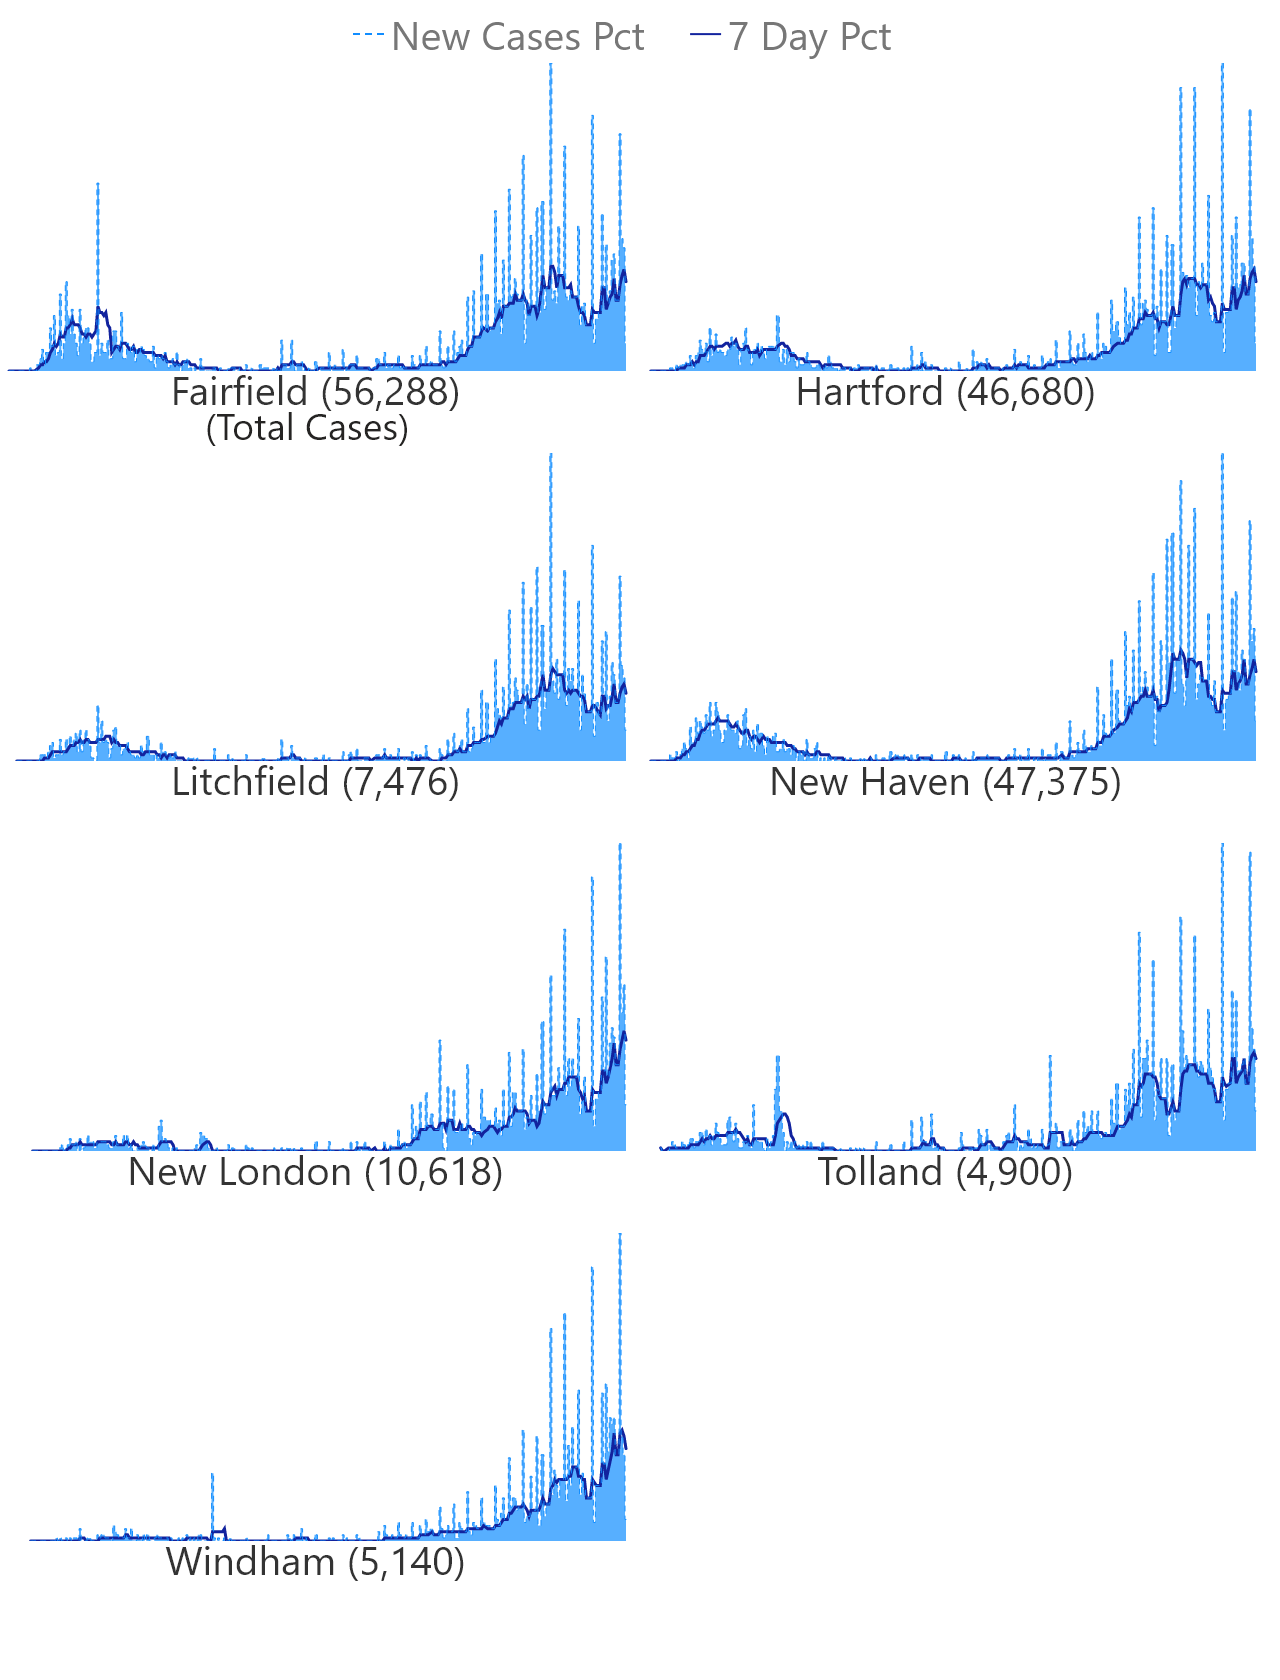 New Cases Pct 7 Day Pct
Fairfield (56,288)
(Total Cases)
Hartford (46,680)
Litchfield (7,476)
New Haven (47,375)
New London (10,618)
Tolland (4,900)
Windham (5,140)